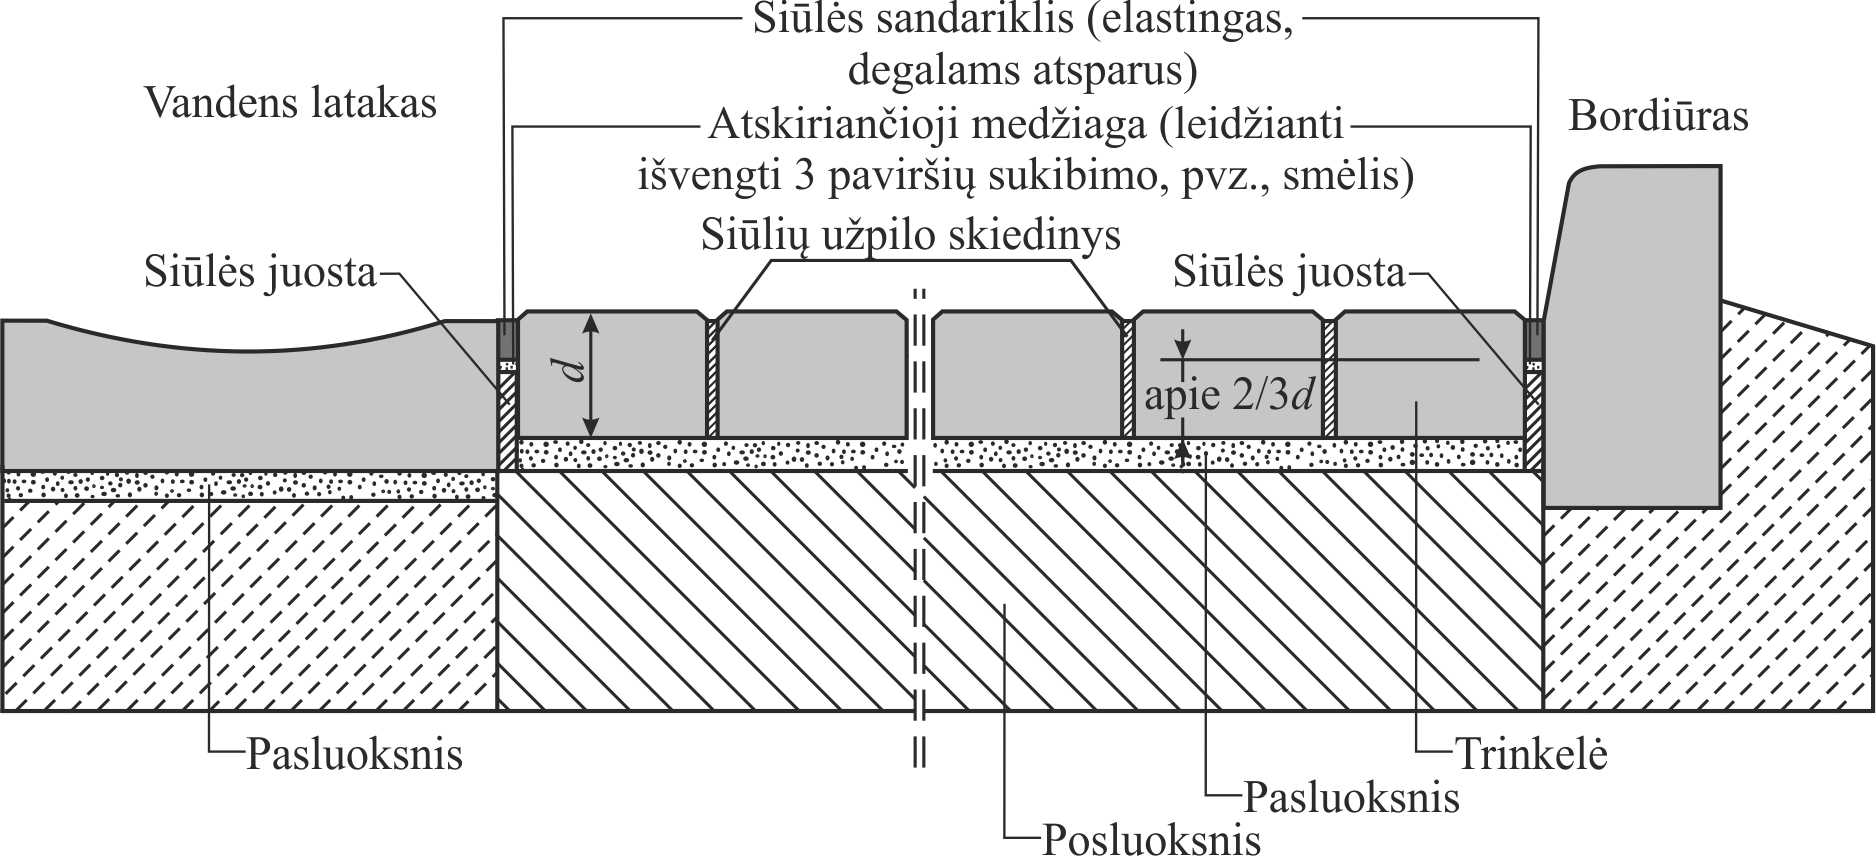 Siūlės sandariklis (elastingas,
degalams atsparus)
Vandens latakas
Atskiriančioji medžiaga (leidžianti
išvengti 3 paviršių sukibimo, pvz., smėlis)
Bordiūras
Siūlių užpilo skiedinys
Siūlės juosta
Siūlės juosta
d
apie 2/3d
Pasluoksnis
Trinkelė
Pasluoksnis
Posluoksnis